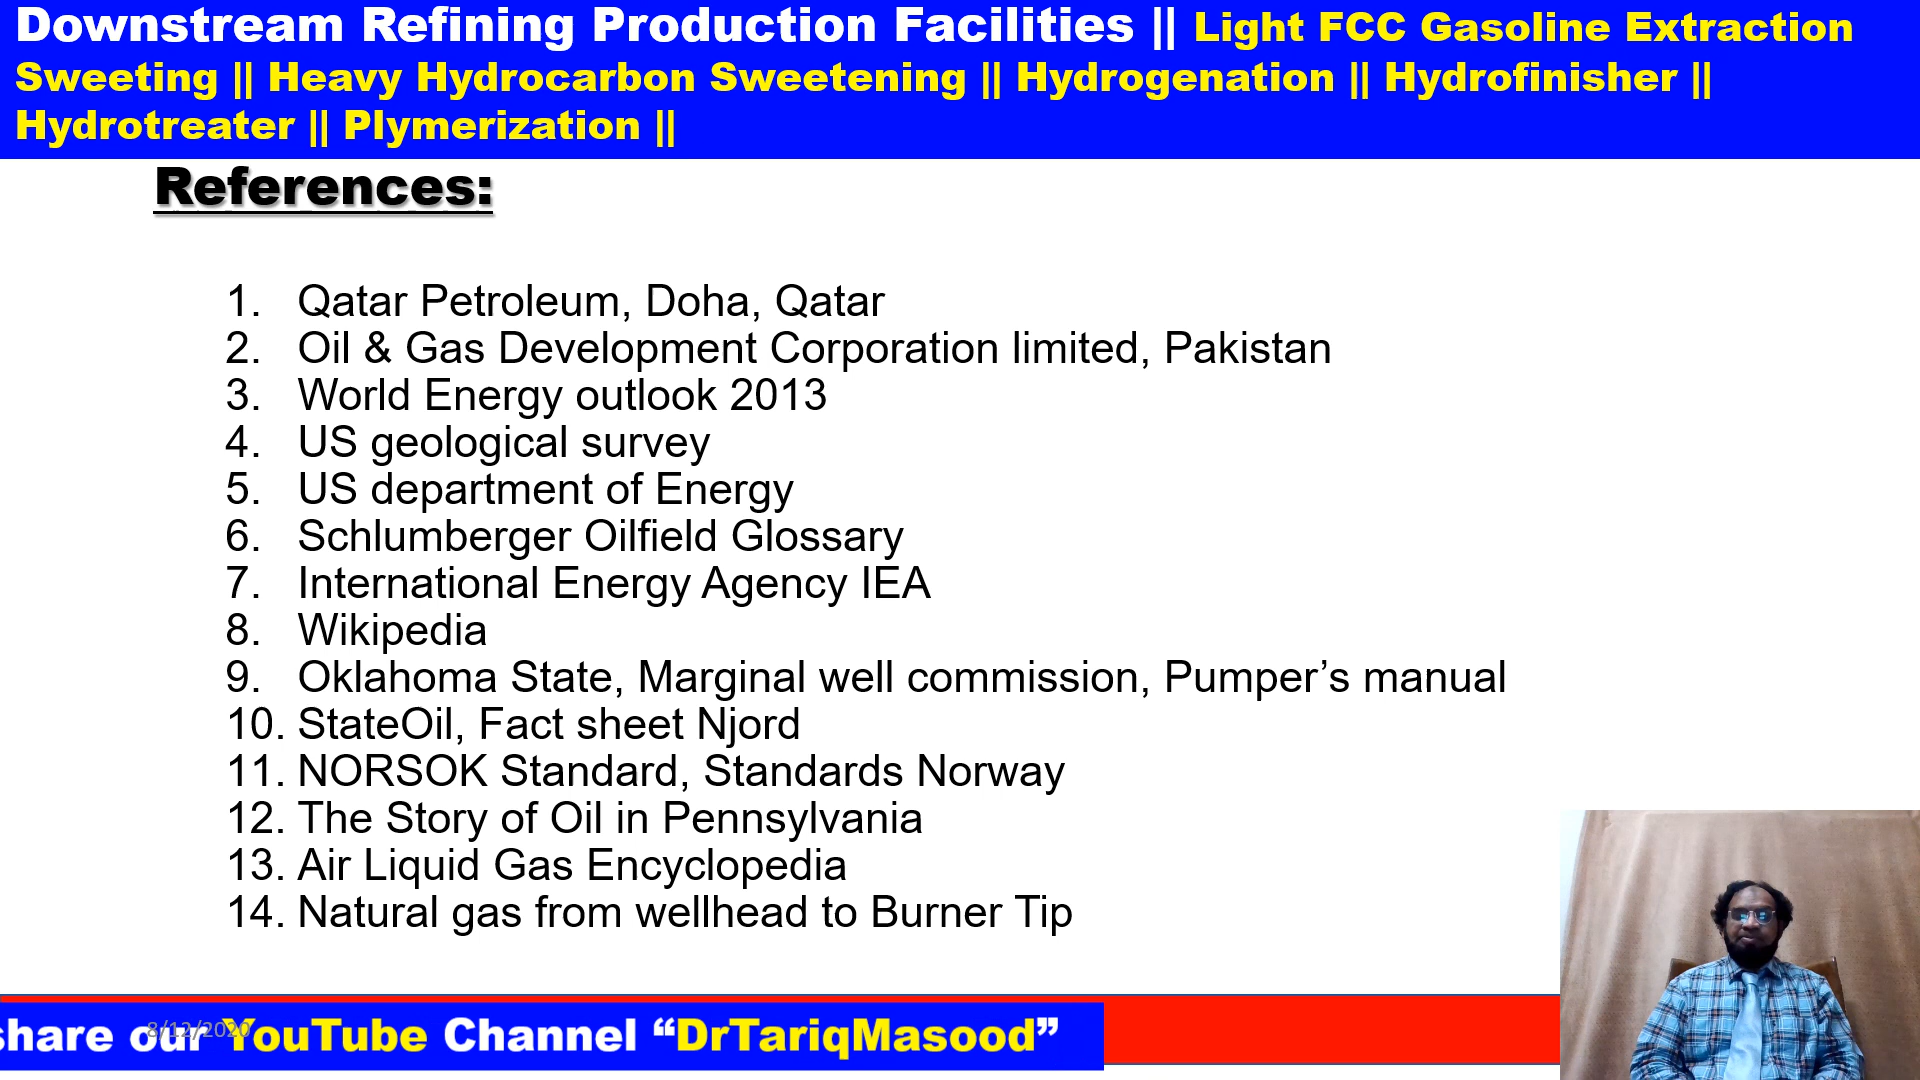 Downstream Refining Production Facilities || Light FCC Gasoline Extraction
Sweeting || Heavy Hydrocarbon Sweetening || Hydrogenation || Hydrofinisher ||
Hydrotreater || Plymerization ||
References:
1. Qatar Petroleum, Doha, Qatar
2. Oil & Gas Development Corporation limited, Pakistan
3. World Energy outlook 2013
4. US geological survey
5. US department of Energy
6. Schlumberger Oilfield Glossary
7. International Energy Agency IEA
8. Wikipedia
9. Oklahoma State, Marginal well commission, Pumper’s manual
10. StateOil, Fact sheet Njord
11. NORSOK Standard, Standards Norway
12. The Story of Oil in Pennsylvania
13. Air Liquid Gas Encyclopedia
14. Natural gas from wellhead to Burner Tip
8/12/2020
share our YouTube Channel “DrTariqMasood”